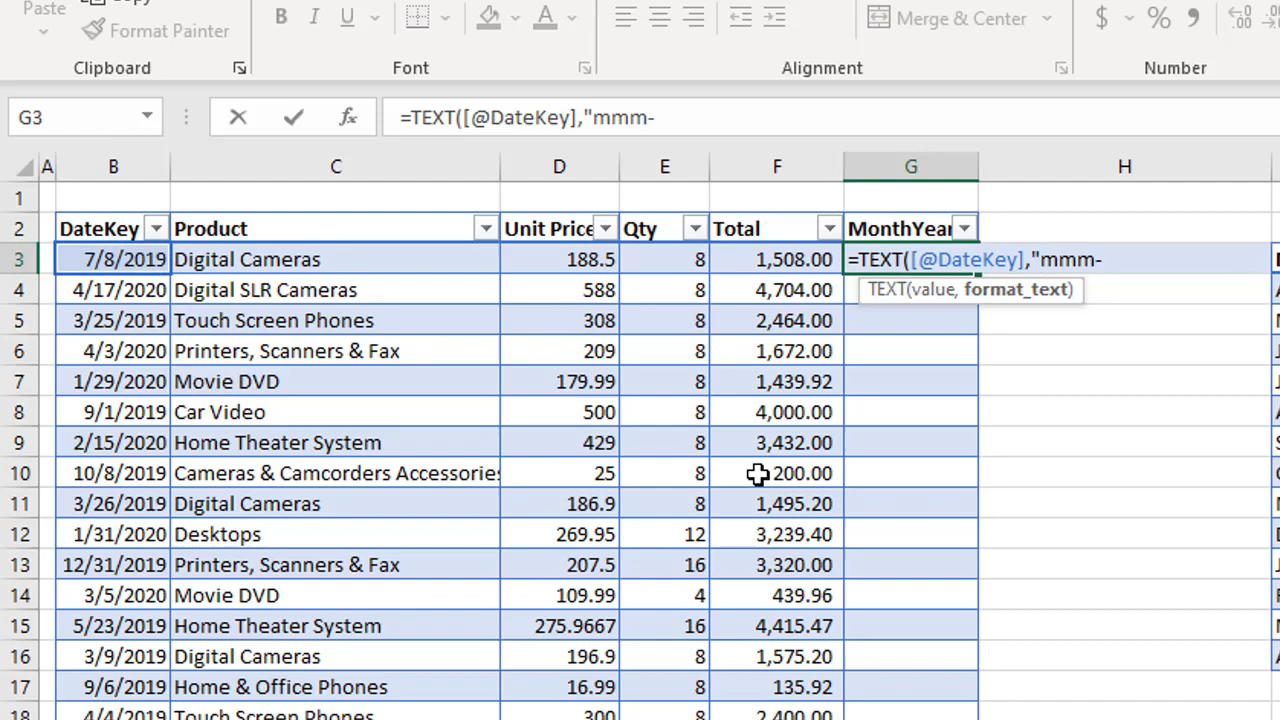 Paste
Format Painter
B I U A $ % 9 .00
Clipboard Font Alignment Number
Merge & Center
G3 fx =TEXT([@DateKey],"mmm-
A B C D E F G H
1
2 DateKey Product Unit Price Qty Total MonthYear
3 7/8/2019 Digital Cameras 188.5 8 1,508.00 =TEXT([@DateKey],"mmm-
4 4/17/2020 Digital SLR Cameras 588 8 4,704.00 TEXT(value, format_text)
5 3/25/2019 Touch Screen Phones 308 8 2,464.00
6 4/3/2020 Printers, Scanners & Fax 209 8 1,672.00
7 1/29/2020 Movie DVD 179.99 8 1,439.92
8 9/1/2019 Car Video 500 8 4,000.00
9 2/15/2020 Home Theater System 429 8 3,432.00
10 10/8/2019 Cameras & Camcorders Accessories 25 8 200.00
11 3/26/2019 Digital Cameras 186.9 8 1,495.20
12 1/31/2020 Desktops 269.95 12 3,239.40
13 12/31/2019 Printers, Scanners & Fax 207.5 16 3,320.00
14 3/5/2020 Movie DVD 109.99 4 439.96
15 5/23/2019 Home Theater System 275.9667 16 4,415.47
16 3/9/2019 Digital Cameras 196.9 8 1,575.20
17 9/6/2019 Home & Office Phones 16.99 8 135.92
18 4/4/2019 Touch Screen Phones 300 8 2,400.00